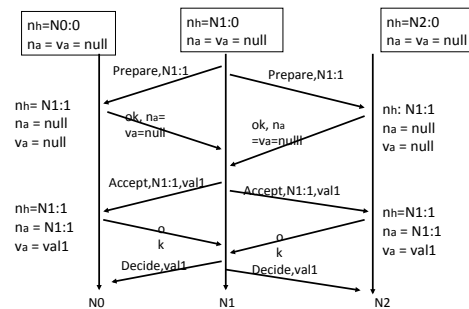 nh=N0:0
na = va = null
nh=N1:0
na = va = null
nh=N2:0
na = va = null
Prepare,N1:1
Prepare,N1:1
nh= N1:1
na = null
va = null
ok, na=
va=null
ok, na
=va=nulll
nh: N1:1
na = null
va = null
Accept,N1:1,val1
Accept,N1:1,val1
nh=N1:1
na = N1:1
va = val1
o
k
o
k
nh=N1:1
na = N1:1
va = val1
Decide,val1
Decide,val1
N0
N1
N2